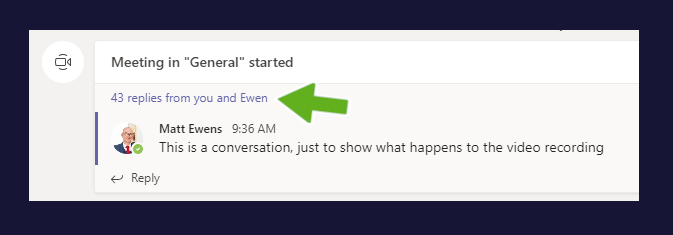 Meeting in "General" started
43 replies from you and Ewen
Matt Ewens 9:36 AM
This is a conversation, just to show what happens to the video recording
Reply